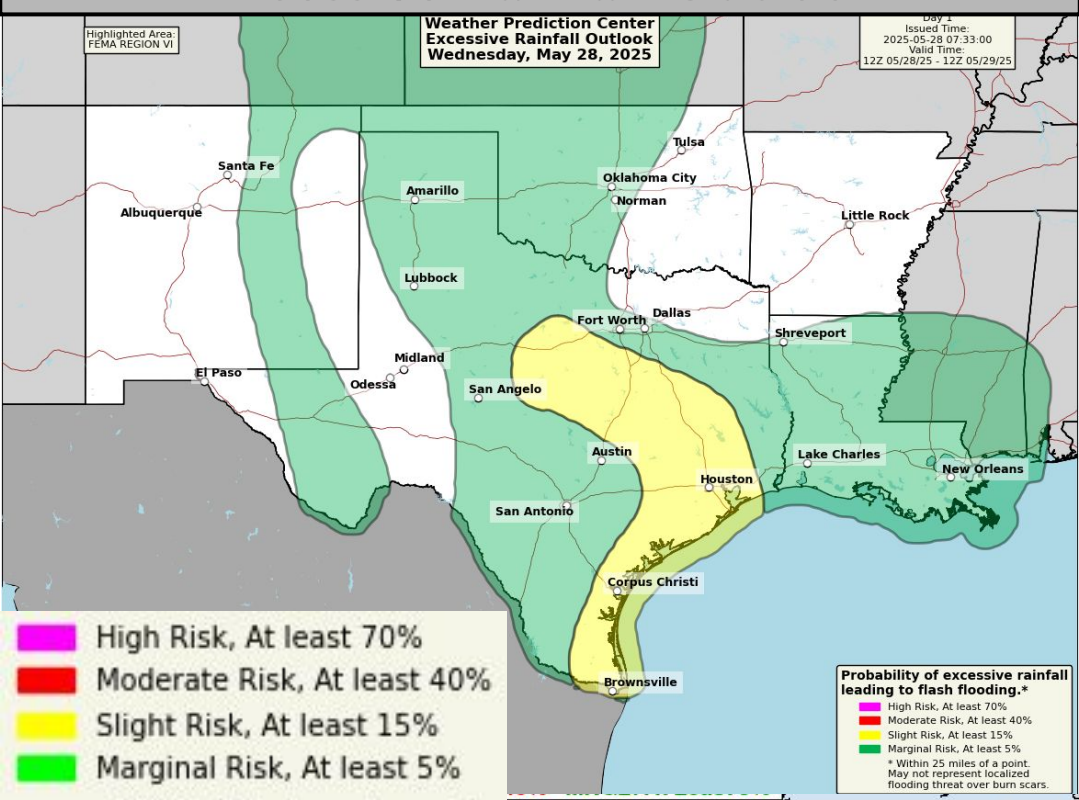 Highlighted Area:
FEMA REGION VI
Weather Prediction Center
Excessive Rainfall Outlook
Wednesday, May 28, 2025
Day 1
Issued Time:
2025-05-28 07:33:00
Valid Time:
12Z 05/28/25 - 12Z 05/29/25
Tulsa
Santa Fe
Oklahoma City
Amarillo
Norman
Albuquerque
Little Rock
Lubbock
Dallas
Fort Worth
Shreveport
Midland
El Paso
Odessa
San Angelo
Austin
Lake Charles
New Orleans
Houston
San Antonio
Corpus Christi
Brownsville
High Risk, At least 70%
Moderate Risk, At least 40%
Slight Risk, At least 15%
Marginal Risk, At least 5%
Probability of excessive rainfall
leading to flash flooding.*
High Risk, At least 70%
Moderate Risk, At least 40%
Slight Risk, At least 15%
Marginal Risk, At least 5%
* Within 25 miles of a point.
May not represent localized
flooding threat over burn scars.